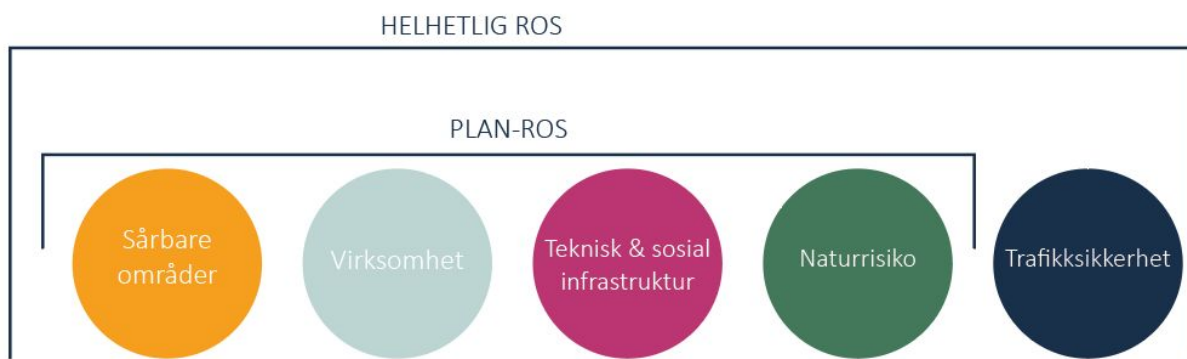 HELHETLIG ROS
PLAN-ROS
Sårbare
områder
Virksomhet
Teknisk & sosial
infrastruktur
Naturrisiko
Trafikksikkerhet